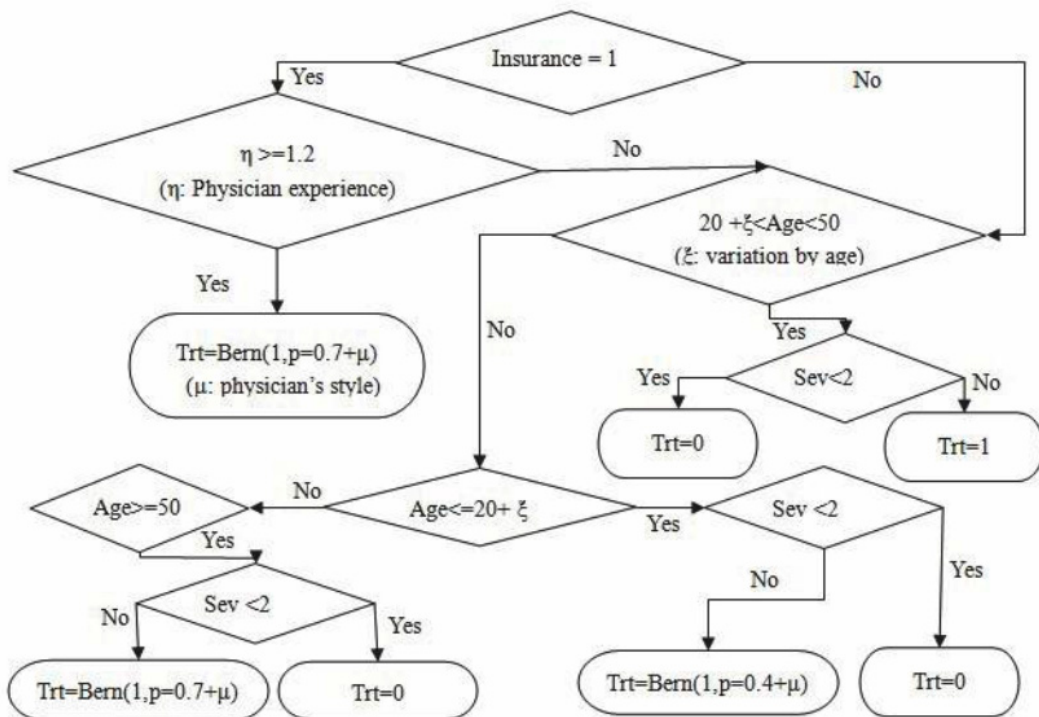 Insurance = 1
Yes
No
η >=1.2
(η: Physician experience)
No
20 +ξ<Age<50
(ξ: variation by age)
Yes
No
Yes
Trt=Bern(1,p=0.7+μ)
(μ: physician's style)
Yes
Sev<2
No
Trt=0
Trt=1
Age>=50
No
Age<=20+ ξ
Yes
Sev <2
Yes
No
Yes
No
Sev <2
Yes
Trt=Bern(1,p=0.7+μ)
Trt=0
Trt=Bern(1,p=0.4+μ)
Trt=0